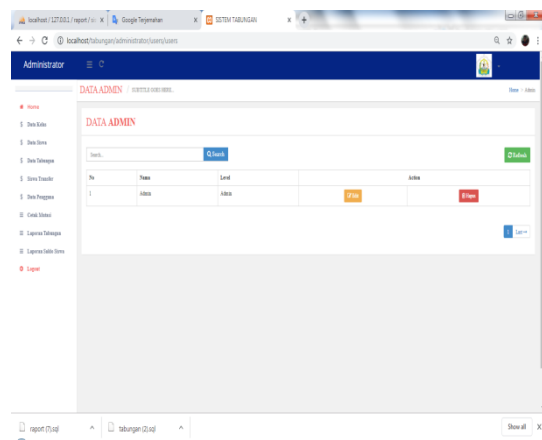 localhost / 127.0.0.1 / report / si
Google Terjemahan
SISTEM TABUNGAN
localhost/tabungan/administrator/users/users
Administrator
DATA ADMIN /
Home / Admin
Home
Data Kelas
Data Siswa
Data Tabungan
Siswa Transfer
Data Pengguna
Cetak Mutasi
Laporan Tabungan
Laporan Saldo Siswa
Logout
DATA ADMIN
Search..
Search
Refresh
No Nama Level Action
1 Admin Admin Edit Hapus
1 Last→
raport (7).sql
tabungan (2).sql
Show all